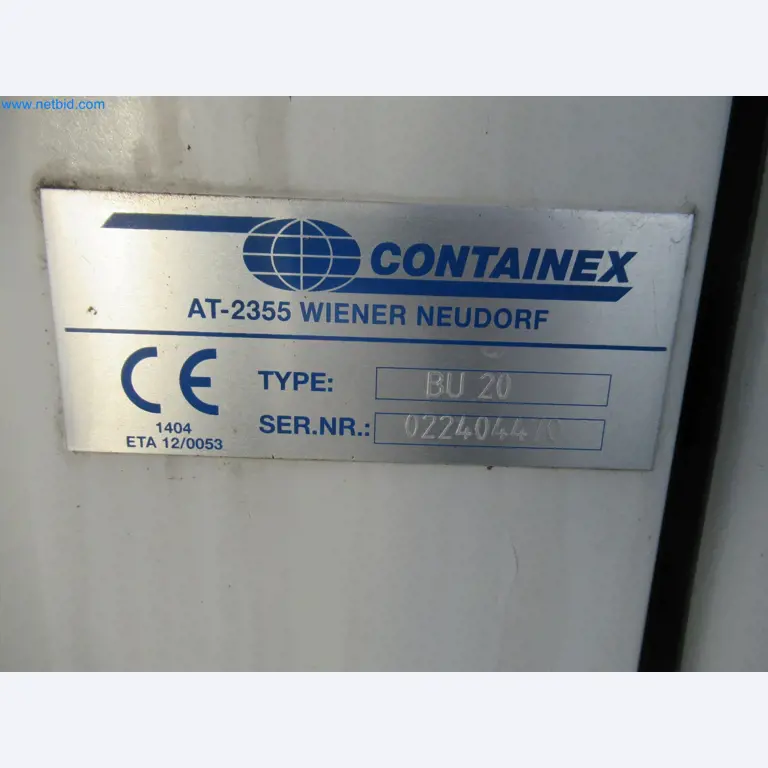 www.netbid.com
CONTAINEX
AT-2355 WIENER NEUDORF
CE
TYPE: BU 20
1404
SER.NR.:
ETA 12/0053